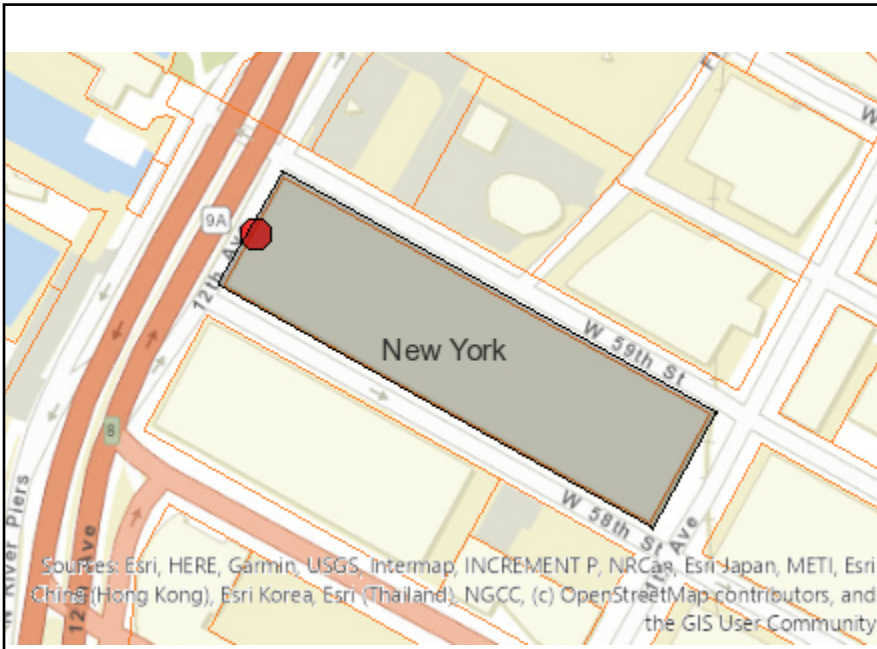 Fr
W
9A
12th Av
W 59th St
New York
8
W 58th St
11th Ave
N River Piers
12th Ave
Sources: Esri, HERE, Garmin, USGS, Intermap, INCREMENT P, NRCan, Esri Japan, METI, Esri
China (Hong Kong), Esri Korea, Esri (Thailand), NGCC, (c) OpenStreetMap contributors, and
the GIS User Community